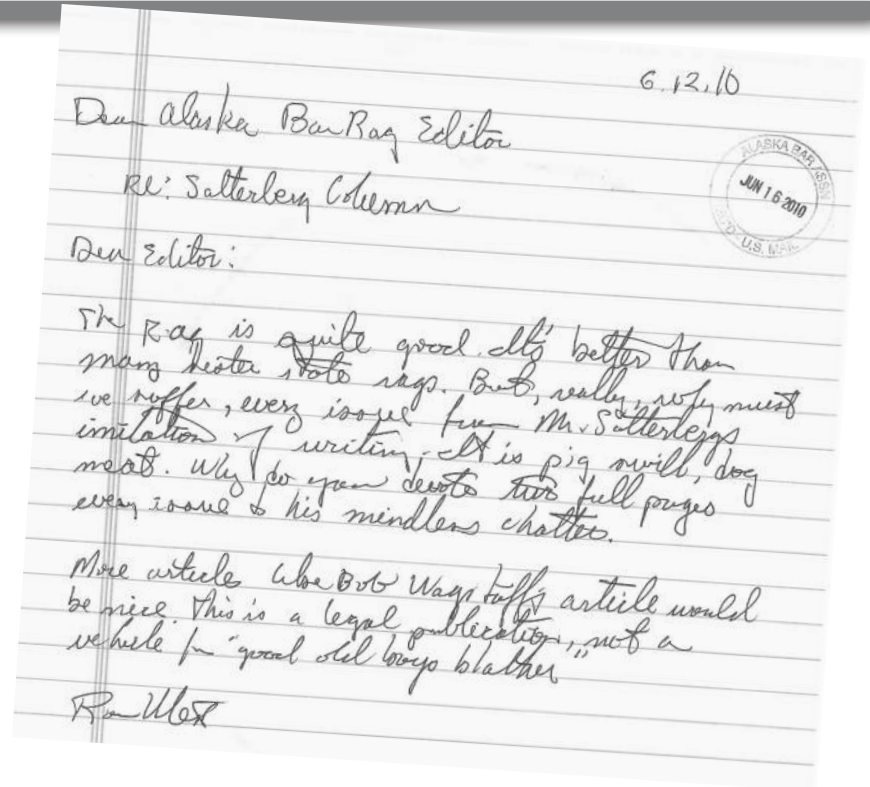 6.12.10
Dear Alaska Bar Rag Editor
ALASKA BAR ASSN
JUN 16 2010
U.S. MAIL
Re: Satterberg Column
Dear Editor:
The Rag is quite good. It's better than
many sister state rags. But, really, why must
we suffer, every issue from Mr. Satterbergs
imitation of writing. It is pig swill, dog
meat. Why do you devote two full pages
every issue to his mindless chatter.
More articles like Bob Wagstaffs article would
be nice. This is a legal publication, not a
vehicle for "good old boys blather"
Ron West